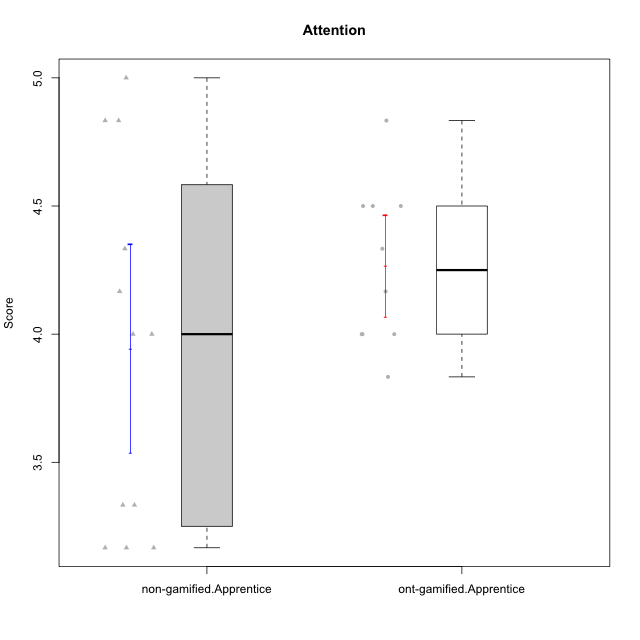 Attention
Score
5.0
4.5
4.0
3.5
non-gamified.Apprentice
ont-gamified.Apprentice